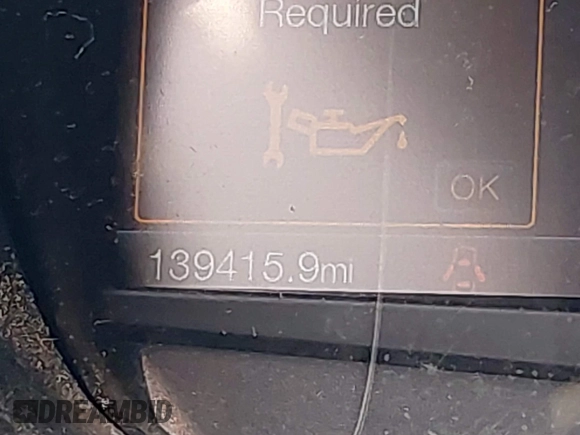 Required
OK
139415.9mi
DREAMBID